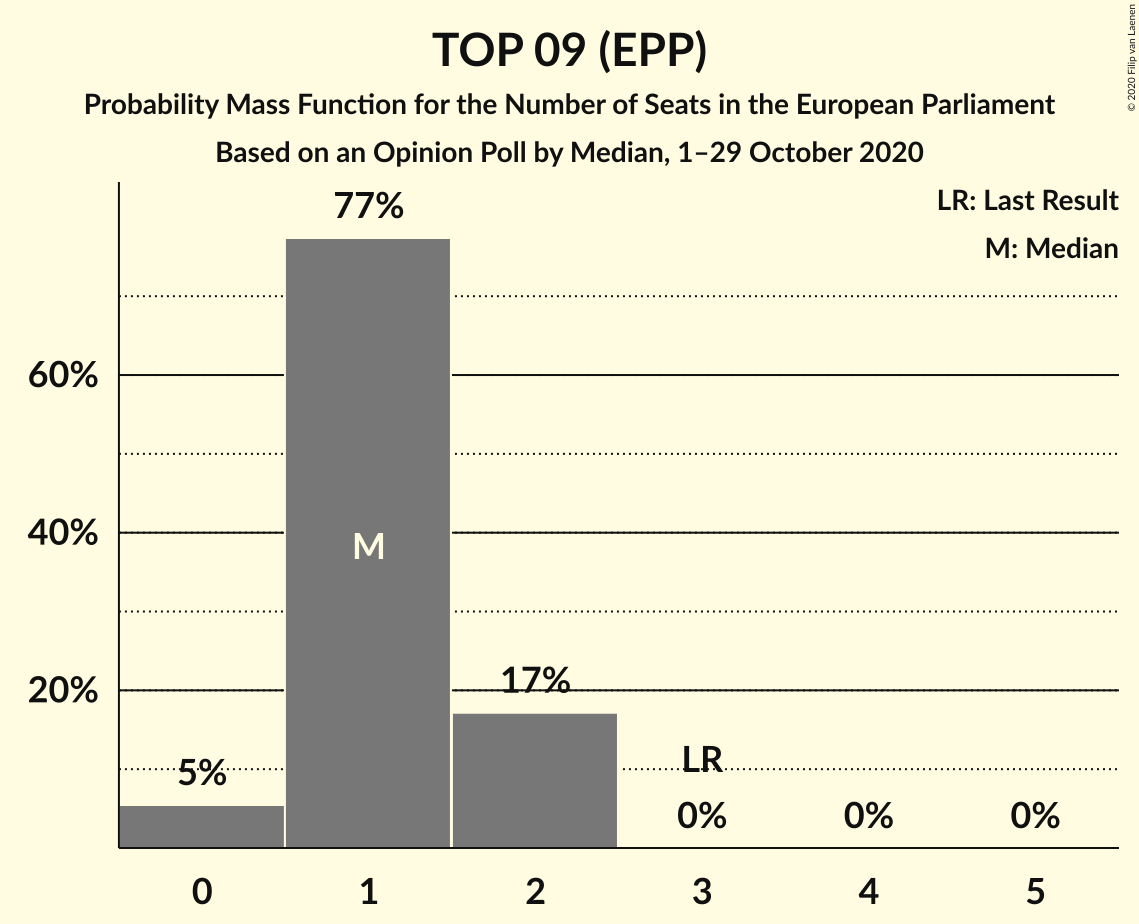 TOP 09 (EPP)
Probability Mass Function for the Number of Seats in the European Parliament
Based on an Opinion Poll by Median, 1–29 October 2020
© 2020 Filip van Laenen
LR: Last Result
M: Median
77%
60%
40%
M
20%
17%
5%
LR
0%
0%
0%
0 1 2 3 4 5